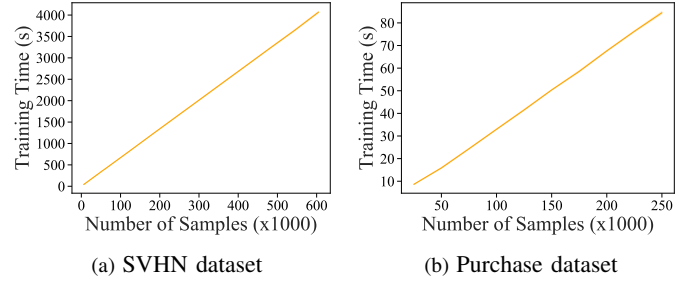 Training Time (s)
4000
3500
3000
2500
2000
1500
1000
500
0
0 100 200 300 400 500 600
Number of Samples (x1000)
(a) SVHN dataset
Training Time (s)
80
70
60
50
40
30
20
10
50 100 150 200 250
Number of Samples (x1000)
(b) Purchase dataset